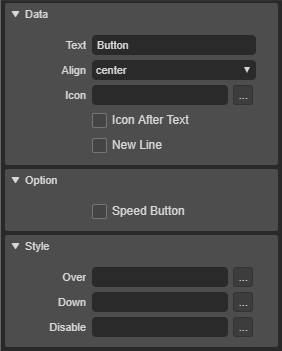 Data
Text Button
Align center
Icon ...
Icon After Text
New Line
Option
Speed Button
Style
Over ...
Down ...
Disable ...